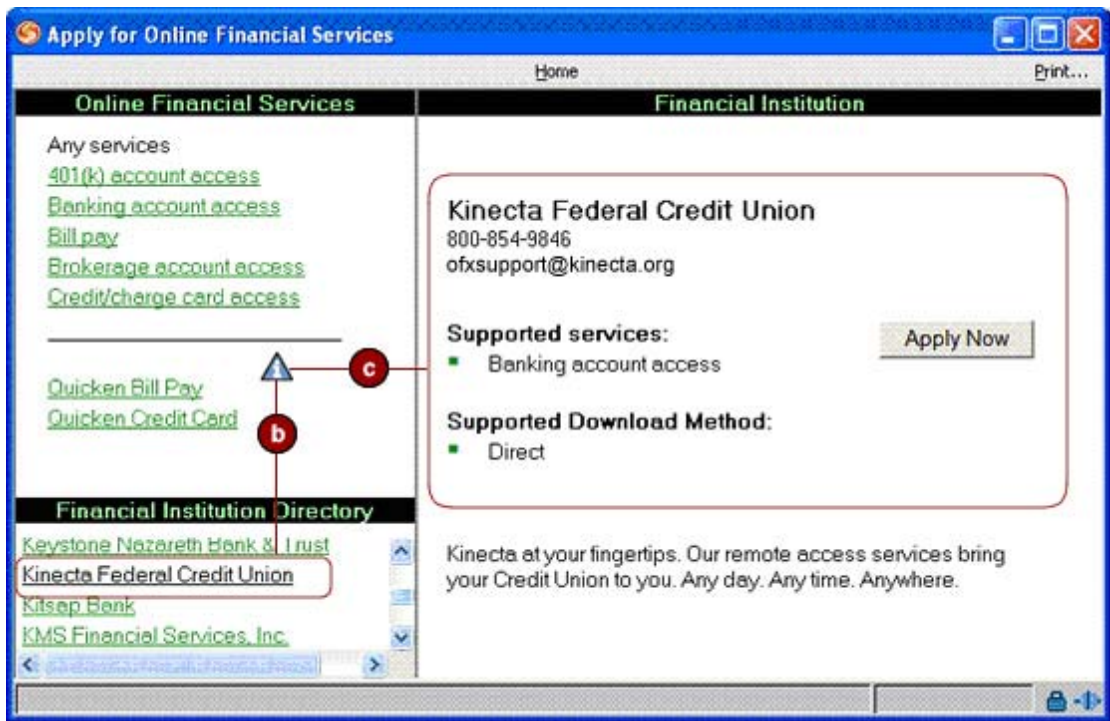 Apply for Online Financial Services
Home
Print...
Online Financial Services
Any services
401(k) account access
Banking account access
Bill pay
Brokerage account access
Credit/charge card access
Quicken Bill Pay
Quicken Credit Card
b
c
Financial Institution Directory
Keystone Nazareth Bank & Trust
Kinecta Federal Credit Union
Kitsap Bank
KMS Financial Services, Inc.
Financial Institution
Kinecta Federal Credit Union
800-854-9846
ofxsupport@kinecta.org
Supported services:
Banking account access
Apply Now
Supported Download Method:
Direct
Kinecta at your fingertips. Our remote access services bring
your Credit Union to you. Any day. Any time. Anywhere.